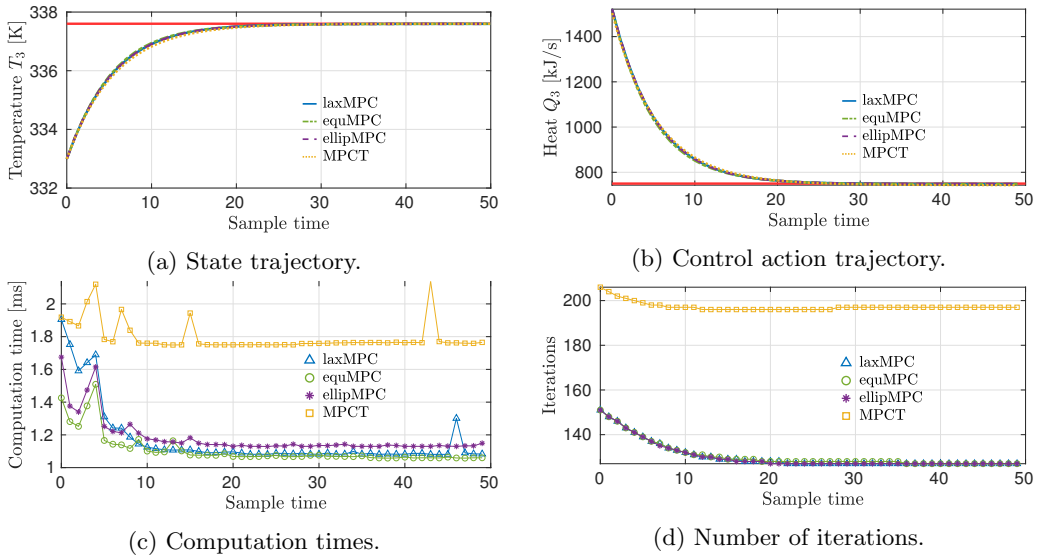 338
336
334
332
Temperature T₃ [K]
laxMPC
equMPC
ellipMPC
MPCT
0 10 20 30 40 50
Sample time
(a) State trajectory.
1400
1200
1000
800
Heat Q₃ [kJ/s]
laxMPC
equMPC
ellipMPC
MPCT
0 10 20 30 40 50
Sample time
(b) Control action trajectory.
2
1.8
1.6
1.4
1.2
1
Computation time [ms]
laxMPC
equMPC
ellipMPC
MPCT
0 10 20 30 40 50
Sample time
(c) Computation times.
200
180
160
140
Iterations
laxMPC
equMPC
ellipMPC
MPCT
0 10 20 30 40 50
Sample time
(d) Number of iterations.